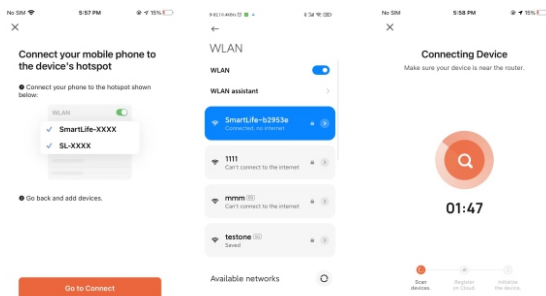 No SIM
5:57 PM
15%
Connect your mobile phone to
the device's hotspot
Connect your phone to the hotspot shown
below:
WLAN
SmartLife-XXXX
SL-XXXX
Go back and add devices.
Go to Connect
WLAN
WLAN
WLAN assistant
SmartLife-b2953e
Connected, no internet
1111
Can't connect to the internet
mmm
Can't connect to the internet
testone
Saved
Available networks
No SIM
5:58 PM
15%
Connecting Device
Make sure your device is near the router.
01:47
Scan
devices.
Register
on Cloud.
Initialize
the device.